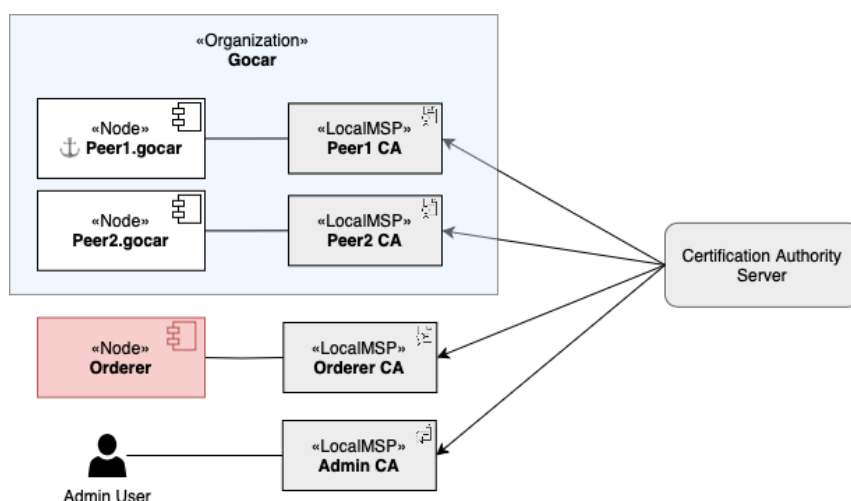 «Organization»
Gocar
«Node»
Peer1.gocar
«LocalMSP»
Peer1 CA
«Node»
Peer2.gocar
«LocalMSP»
Peer2 CA
Certification Authority
Server
«Node»
Orderer
«LocalMSP»
Orderer CA
«LocalMSP»
Admin CA
Admin User